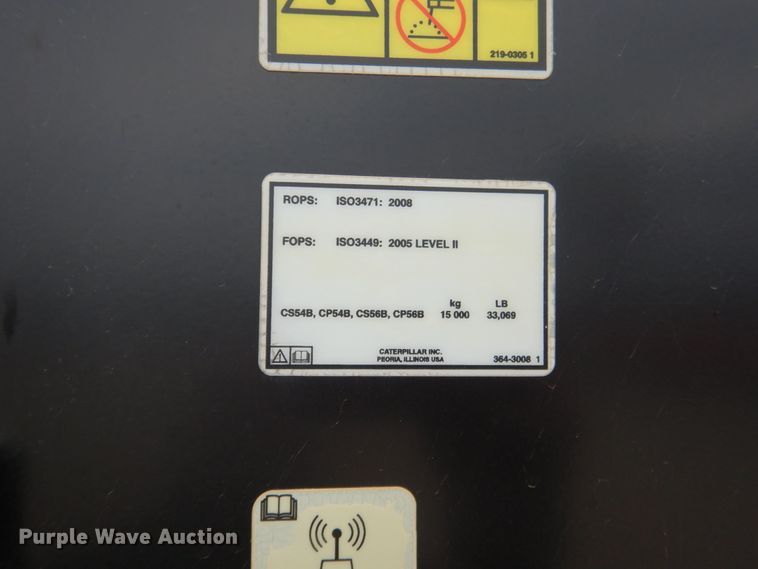 219-0305 1
ROPS: ISO3471: 2008
FOPS: ISO3449: 2005 LEVEL II
kg LB
CS54B, CP54B, CS56B, CP56B 15 000 33,069
CATERPILLAR INC.
PEORIA, ILLINOIS USA
364-3008 1
Purple Wave Auction